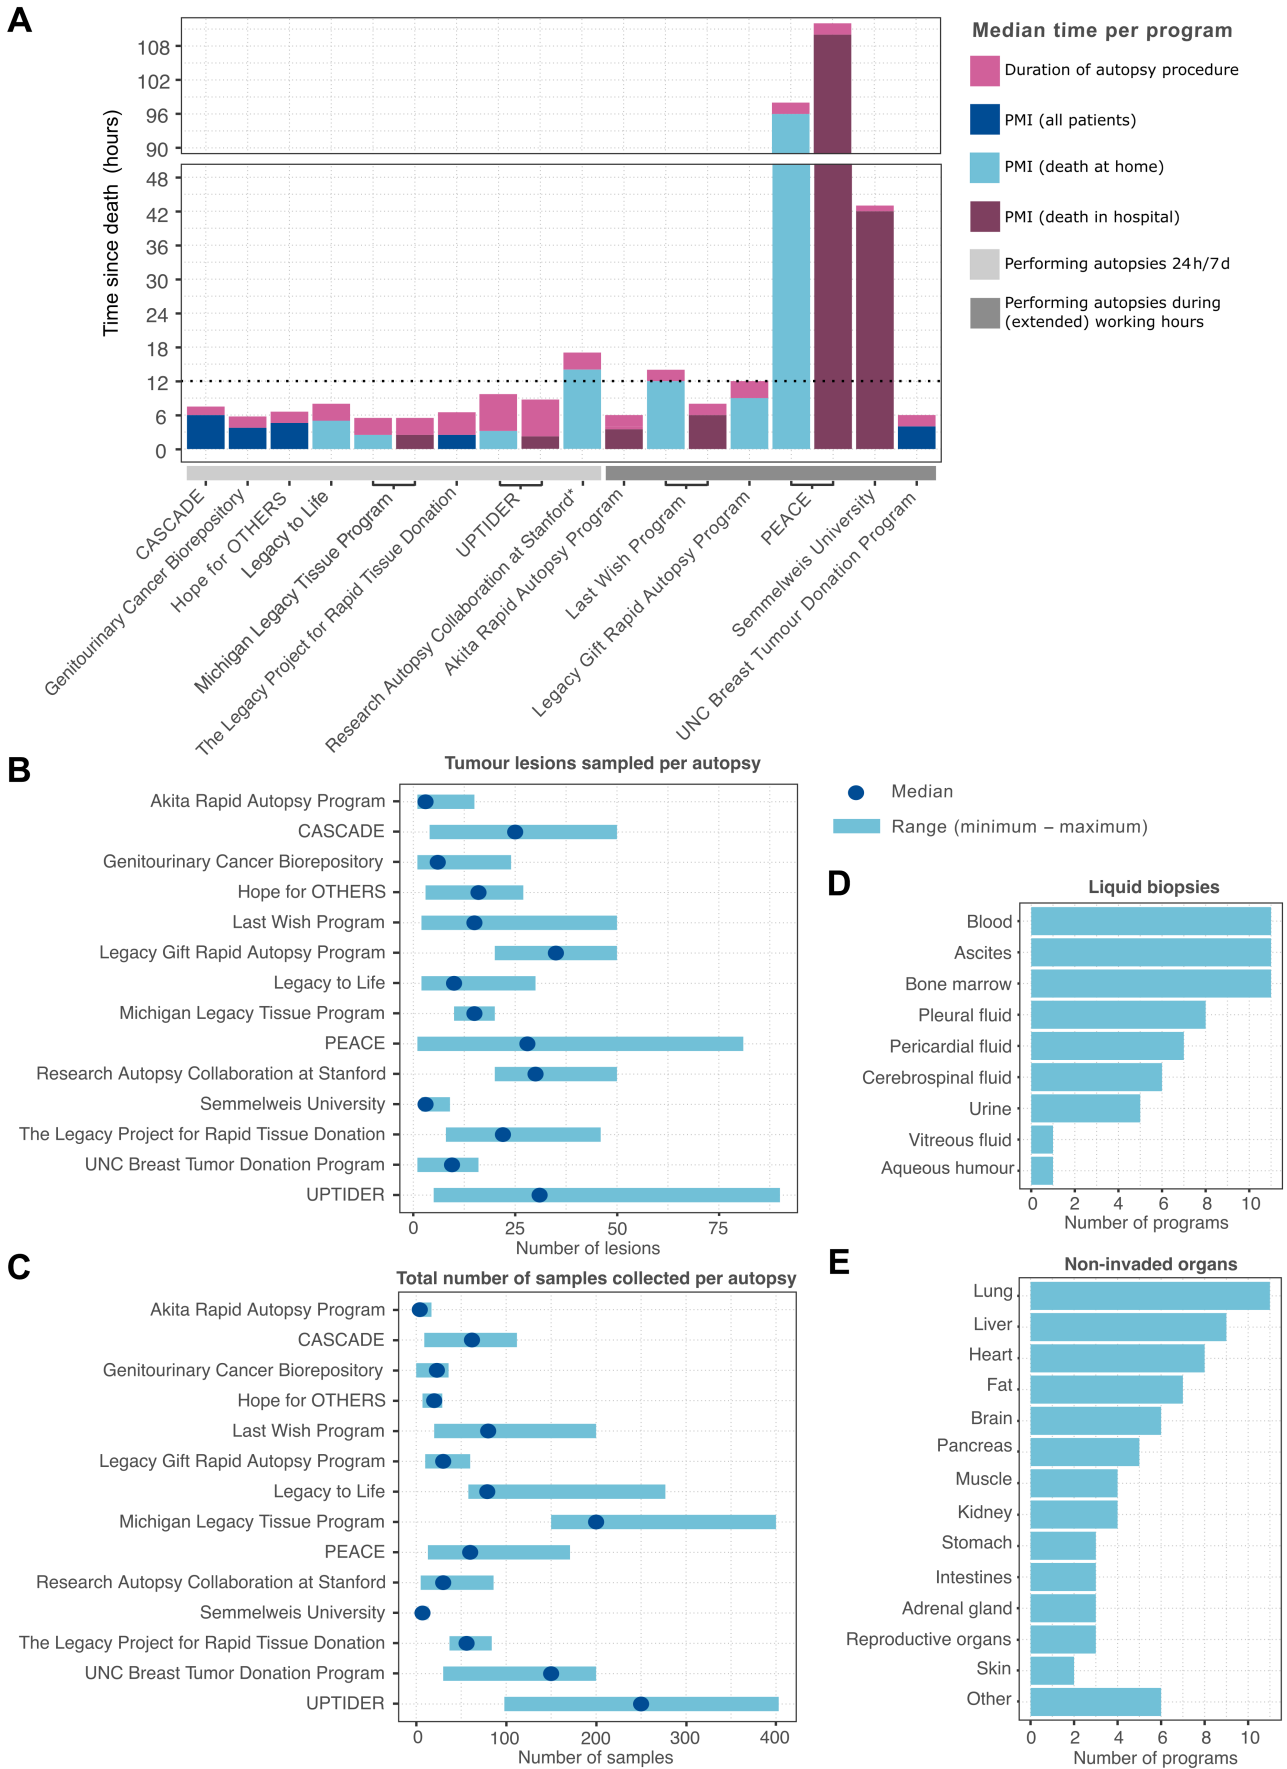 A
Time since death (hours)
108
102
96
90
48
42
36
30
24
18
12
6
0
CASCADE
Genitourinary Cancer Biorepository
Hope for OTHERS
Legacy to Life
Michigan Legacy Tissue Program
The Legacy Project for Rapid Tissue Donation
UPTIDER
Research Autopsy Collaboration at Stanford*
Akita Rapid Autopsy Program
Last Wish Program
Legacy Gift Rapid Autopsy Program
PEACE
Semmelweis University
UNC Breast Tumour Donation Program
Median time per program
Duration of autopsy procedure
PMI (all patients)
PMI (death at home)
PMI (death in hospital)
Performing autopsies 24h/7d
Performing autopsies during
(extended) working hours
B
Tumour lesions sampled per autopsy
Akita Rapid Autopsy Program
CASCADE
Genitourinary Cancer Biorepository
Hope for OTHERS
Last Wish Program
Legacy Gift Rapid Autopsy Program
Legacy to Life
Michigan Legacy Tissue Program
PEACE
Research Autopsy Collaboration at Stanford
Semmelweis University
The Legacy Project for Rapid Tissue Donation
UNC Breast Tumor Donation Program
UPTIDER
0 25 50 75
Number of lesions
Median
Range (minimum – maximum)
C
Total number of samples collected per autopsy
Akita Rapid Autopsy Program
CASCADE
Genitourinary Cancer Biorepository
Hope for OTHERS
Last Wish Program
Legacy Gift Rapid Autopsy Program
Legacy to Life
Michigan Legacy Tissue Program
PEACE
Research Autopsy Collaboration at Stanford
Semmelweis University
The Legacy Project for Rapid Tissue Donation
UNC Breast Tumor Donation Program
UPTIDER
0 100 200 300 400
Number of samples
D
Liquid biopsies
Blood
Ascites
Bone marrow
Pleural fluid
Pericardial fluid
Cerebrospinal fluid
Urine
Vitreous fluid
Aqueous humour
0 2 4 6 8 10
Number of programs
E
Non-invaded organs
Lung
Liver
Heart
Fat
Brain
Pancreas
Muscle
Kidney
Stomach
Intestines
Adrenal gland
Reproductive organs
Skin
Other
0 2 4 6 8 10
Number of programs